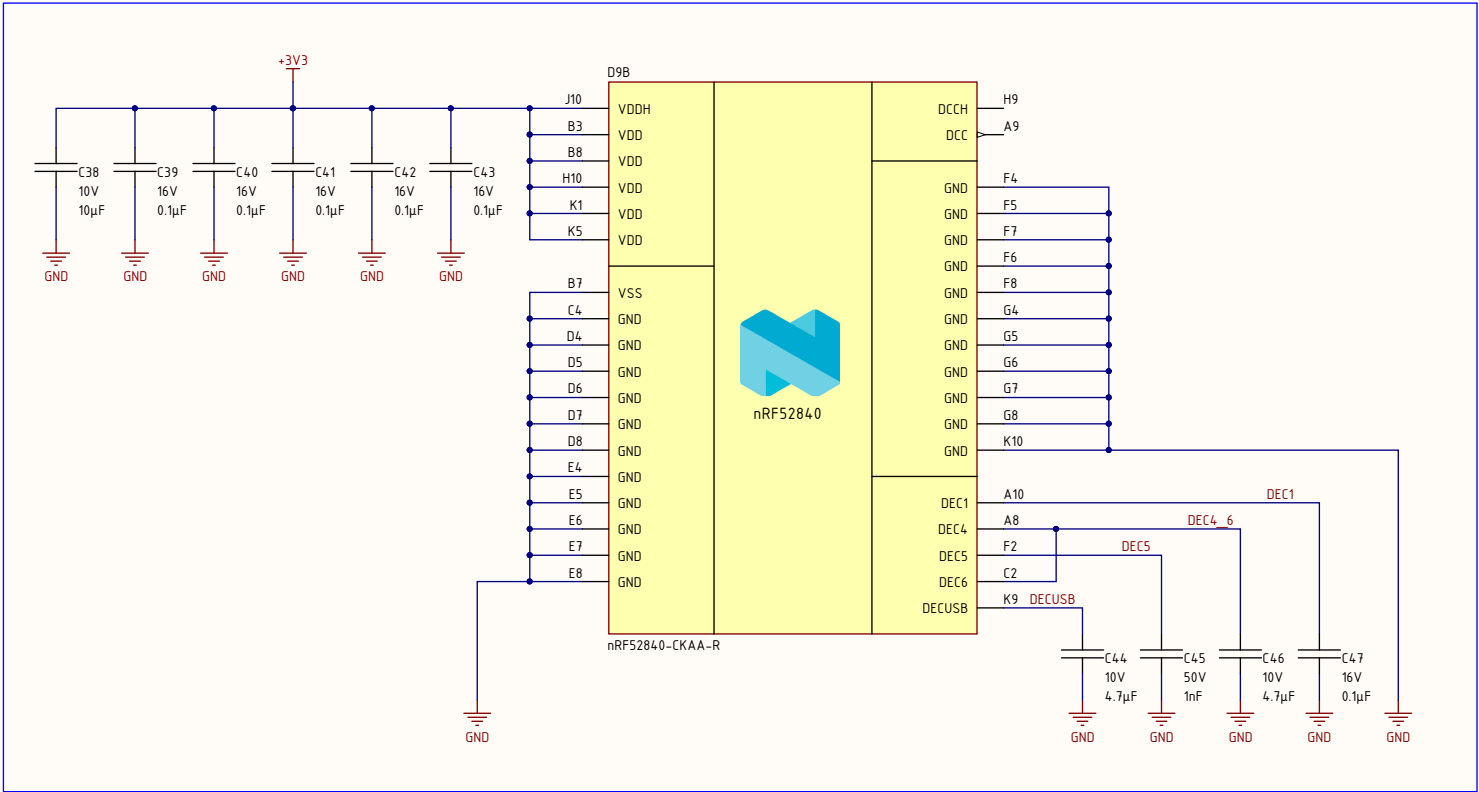 +3V3
C38
10V
10µF
GND
C39
16V
0.1µF
GND
C40
16V
0.1µF
GND
C41
16V
0.1µF
GND
C42
16V
0.1µF
GND
C43
16V
0.1µF
GND
D9B
J10 VDDH
B3 VDD
B8 VDD
H10 VDD
K1 VDD
K5 VDD
B7 VSS
C4 GND
D4 GND
D5 GND
D6 GND
D7 GND
D8 GND
E4 GND
E5 GND
E6 GND
E7 GND
E8 GND
GND
nRF52840
nRF52840-CKAA-R
DCCH H9
DCC A9
GND F4
GND F5
GND F7
GND F6
GND F8
GND G4
GND G5
GND G6
GND G7
GND G8
GND K10
DEC1 A10 DEC1
DEC4 A8 DEC4_6
DEC5 F2 DEC5
DEC6 C2
DECUSB K9 DECUSB
C44
10V
4.7µF
GND
C45
50V
1nF
GND
C46
10V
4.7µF
GND
C47
16V
0.1µF
GND
GND